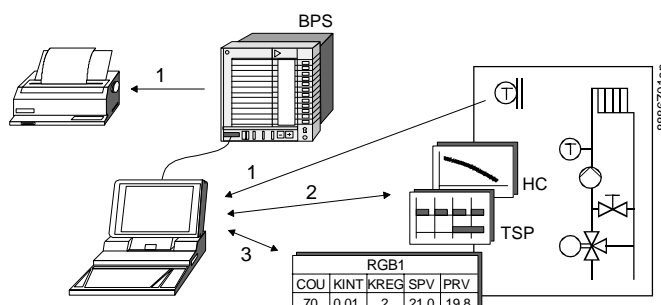 BPS
1
T
1
T
HC
2
TSP
3
RGB1
COU KINT KREG SPV PRV
70 0.01 2 21.0 19.8